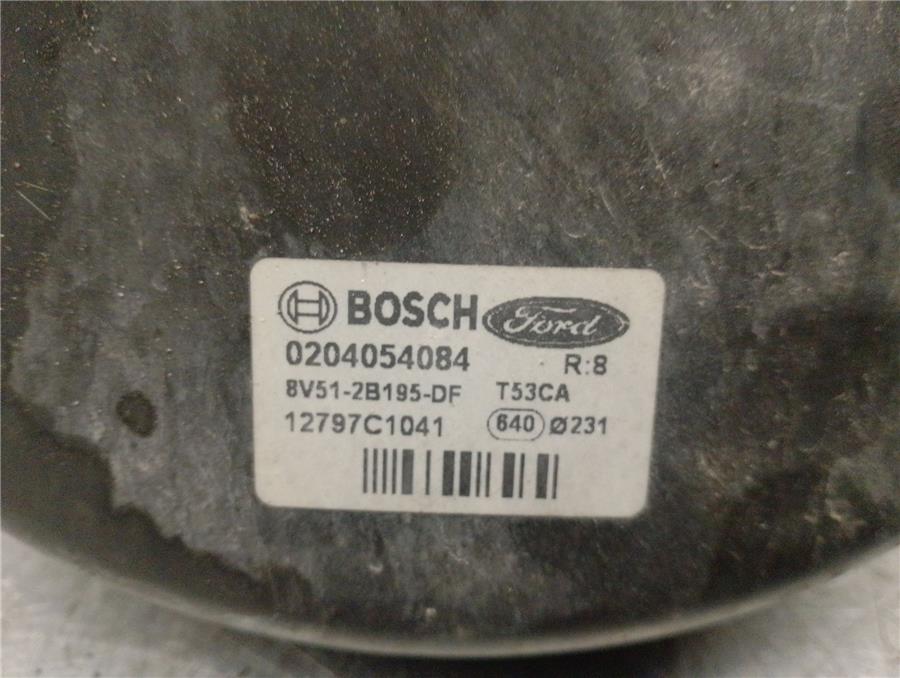 BOSCH Ford
0204054084 R:8
8V51-2B195-DF T53CA
12797C1041 640 Ø231